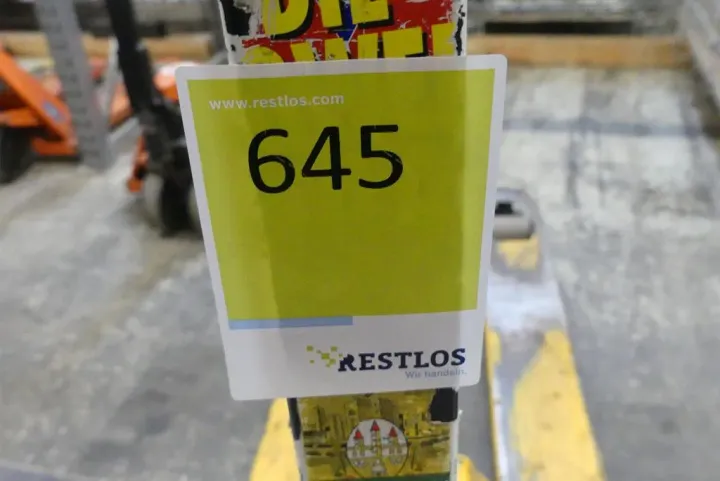 DIE
www.restlos.com
645
RESTLOS
Wir handeln.